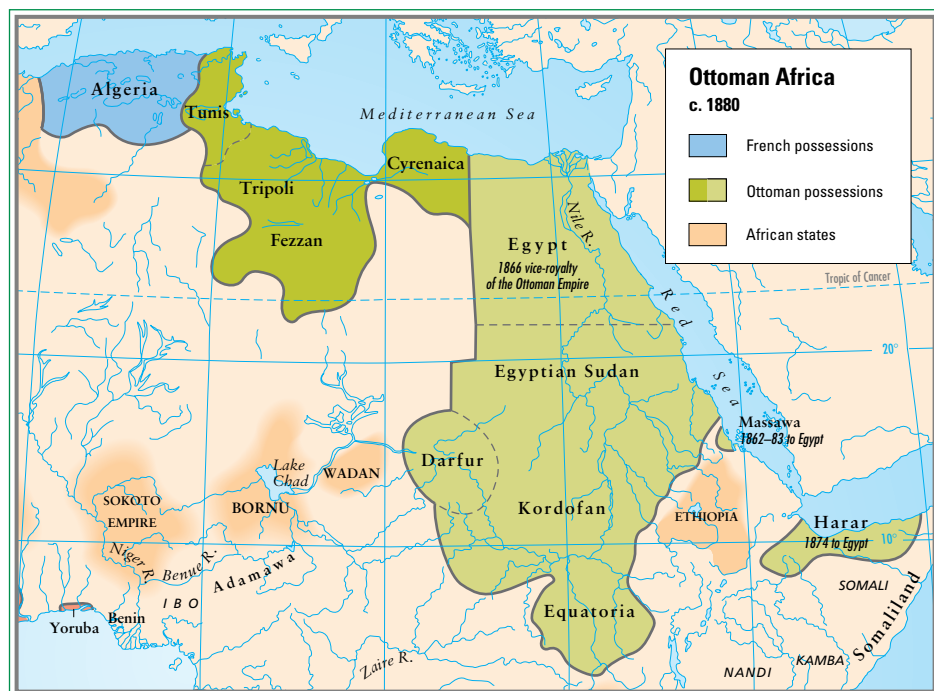 Ottoman Africa
c. 1880
French possessions
Ottoman possessions
African states
Algeria
Tunis
Mediterranean Sea
Cyrenaica
Tripoli
Fezzan
Nile R.
Egypt
1866 vice-royalty
of the Ottoman Empire
Tropic of Cancer
Red Sea
20°
Egyptian Sudan
Massawa
1862–83 to Egypt
Darfur
Lake
Chad
WADAN
SOKOTO
EMPIRE
BORNU
Kordofan
ETHIOPIA
Harar
1874 to Egypt
10°
Niger R.
Benue R.
Adamawa
IBO
SOMALI
Somaliland
Equatoria
Yoruba
Benin
Zaire R.
NANDI
KAMBA